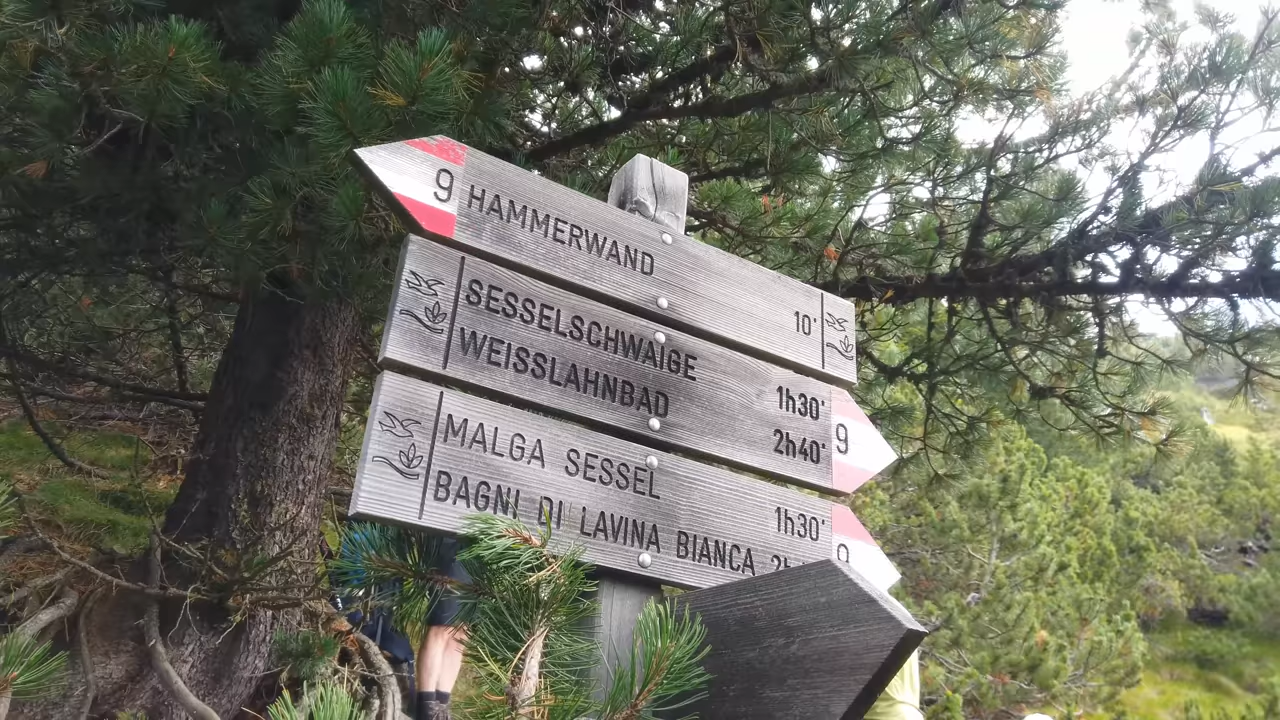 9 HAMMERWAND 10'
SESSELSCHWAIGE 1h30'
WEISSLAHNBAD 2h40'
9
MALGA SESSEL 1h30'
BAGNI DI LAVINA BIANCA